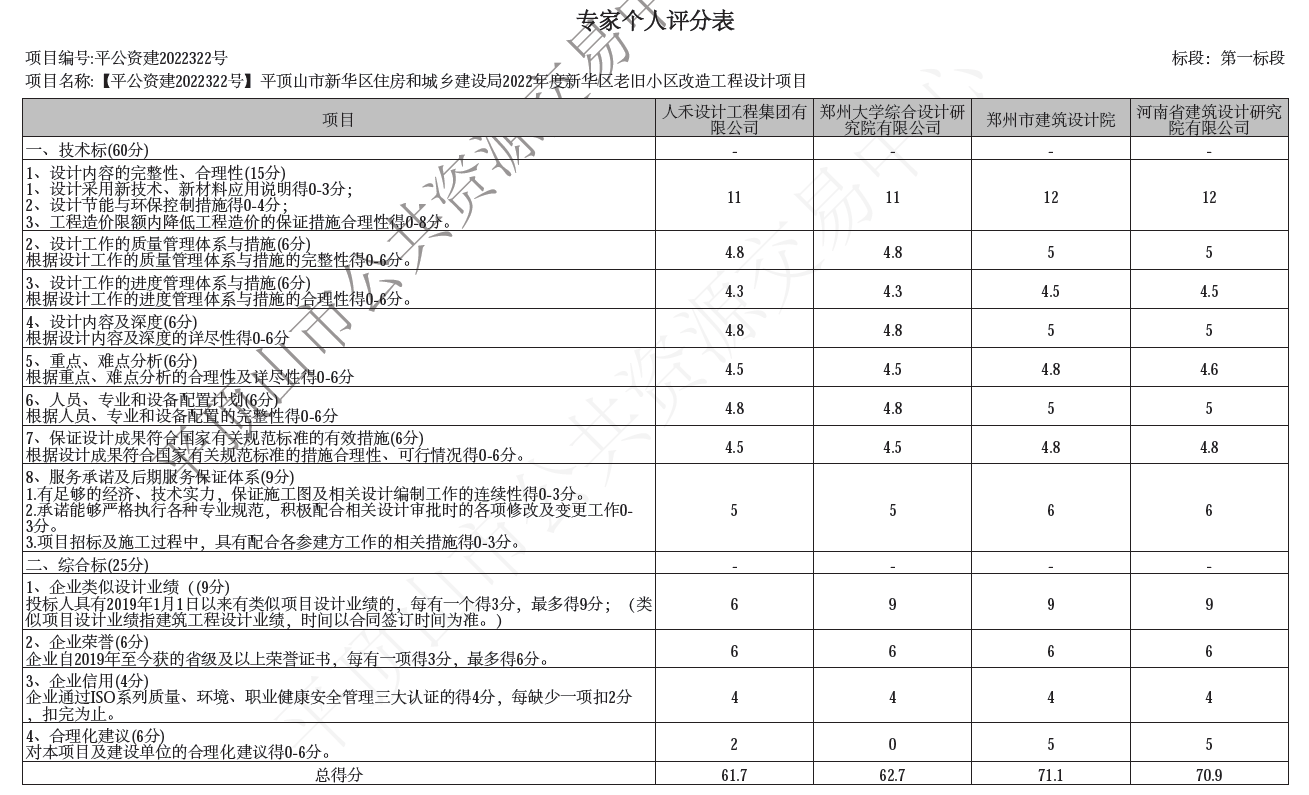 专家个人评分表
项目编号:平公资建2022322号
标段：第一标段
项目名称:【平公资建2022322号】平顶山市新华区住房和城乡建设局2022年度新华区老旧小区改造工程设计项目
项目 人禾设计工程集团有限公司 郑州大学综合设计研究院有限公司 郑州市建筑设计院 河南省建筑设计研究院有限公司
一、技术标(60分) - - - -
1、设计内容的完整性、合理性(15分)
1、设计采用新技术、新材料应用说明得0-3分；
2、设计节能与环保控制措施得0-4分；
3、工程造价限额内降低工程造价的保证措施合理性得0-8分。
11 11 12 12
2、设计工作的质量管理体系与措施(6分)
根据设计工作的质量管理体系与措施的完整性得0-6分。
4.8 4.8 5 5
3、设计工作的进度管理体系与措施(6分)
根据设计工作的进度管理体系与措施的合理性得0-6分。
4.3 4.3 4.5 4.5
4、设计内容及深度(6分)
根据设计内容及深度的详尽性得0-6分
4.8 4.8 5 5
5、重点、难点分析(6分)
根据重点、难点分析的合理性及详尽性得0-6分
4.5 4.5 4.8 4.6
6、人员、专业和设备配置计划(6分)
根据人员、专业和设备配置的完整性得0-6分
4.8 4.8 5 5
7、保证设计成果符合国家有关规范标准的有效措施(6分)
根据设计成果符合国家有关规范标准的措施合理性、可行情况得0-6分。
4.5 4.5 4.8 4.8
8、服务承诺及后期服务保证体系(9分)
1.有足够的经济、技术实力，保证施工图及相关设计编制工作的连续性得0-3分。
2.承诺能够严格执行各种专业规范，积极配合相关设计审批时的各项修改及变更工作0-
3分。
3.项目招标及施工过程中，具有配合各参建方工作的相关措施得0-3分。
5 5 6 6
二、综合标(25分) - - - -
1、企业类似设计业绩（(9分)
投标人具有2019年1月1日以来有类似项目设计业绩的，每有一个得3分，最多得9分；（类
似项目设计业绩指建筑工程设计业绩，时间以合同签订时间为准。）
6 9 9 9
2、企业荣誉(6分)
企业自2019年至今获的省级及以上荣誉证书，每有一项得3分，最多得6分。
6 6 6 6
3、企业信用(4分)
企业通过ISO系列质量、环境、职业健康安全管理三大认证的得4分，每缺少一项扣2分
，扣完为止。
4 4 4 4
4、合理化建议(6分)
对本项目及建设单位的合理化建议得0-6分。
2 0 5 5
总得分 61.7 62.7 71.1 70.9
平顶山市公共资源交易中
平顶山市公共资源交易中心